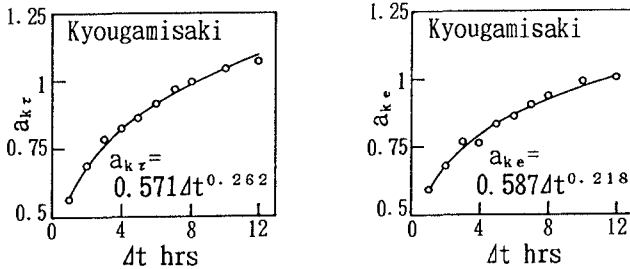 1.25
Kyougamisaki
1
a_kτ
0.75
a_kτ=
0.571Δt^0.262
0.5
0 4 8 12
Δt hrs
1.25
Kyougamisaki
1
a_ke
0.75
a_ke=
0.587Δt^0.218
0.5
0 4 8 12
Δt hrs